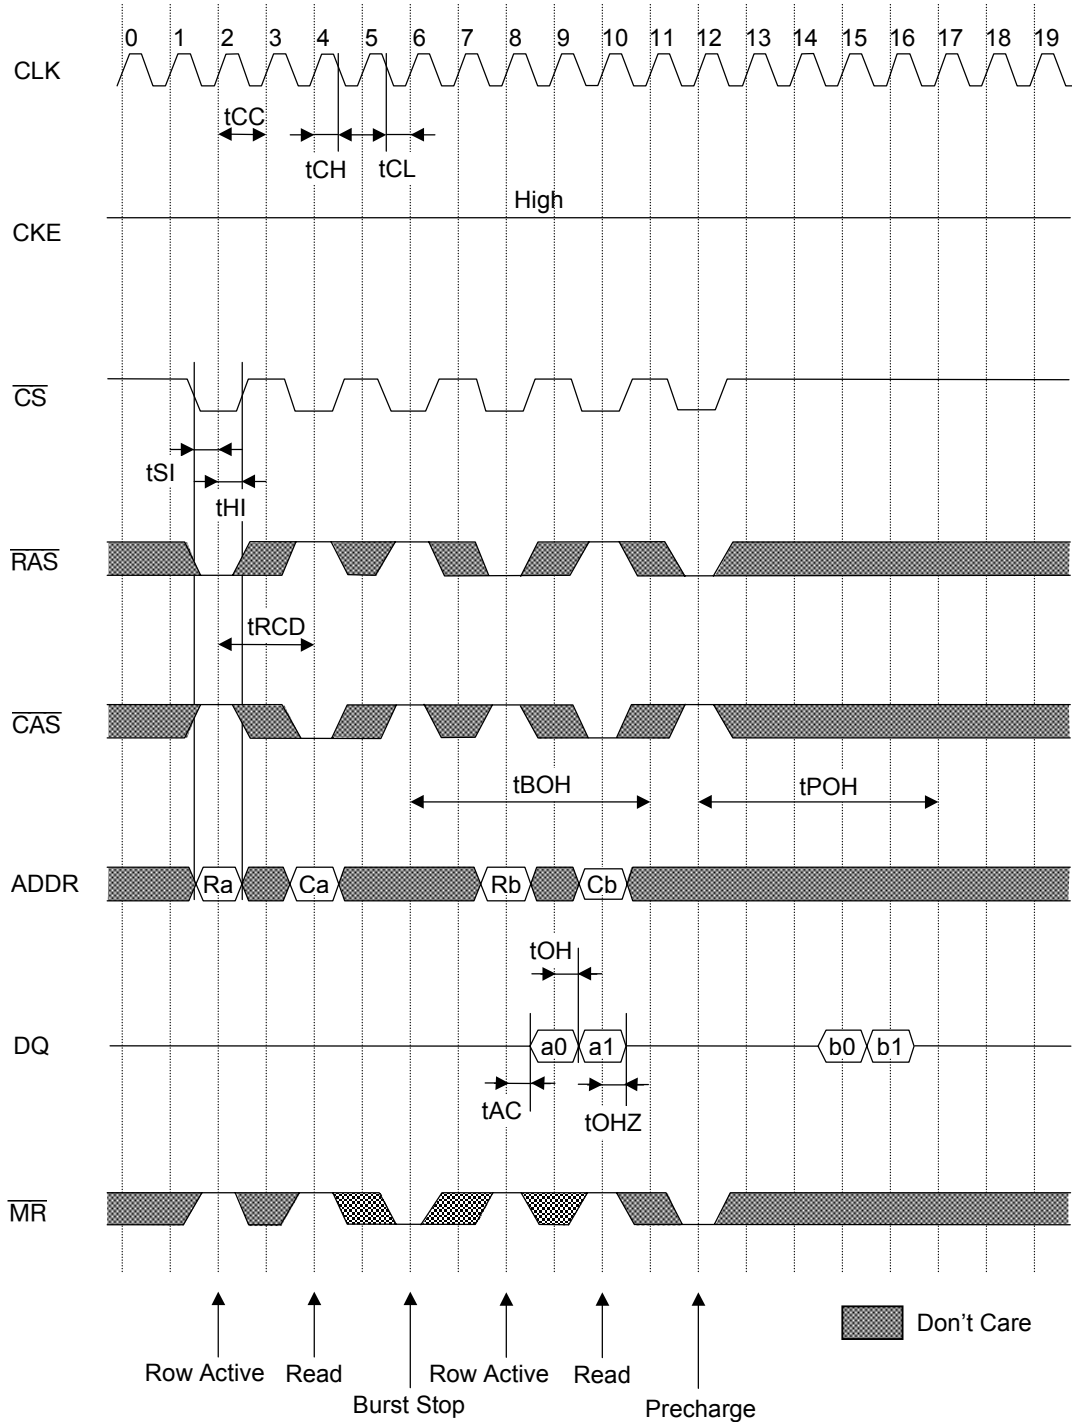 0 1 2 3 4 5 6 7 8 9 10 11 12 13 14 15 16 17 18 19
CLK
tCC
tCH tCL
High
CKE
CS
tSI
tHI
RAS
tRCD
CAS
tBOH tPOH
ADDR Ra Ca Rb Cb
tOH
DQ a0 a1 b0 b1
tAC tOHZ
MR
Don't Care
Row Active Read Row Active Read
Burst Stop Precharge